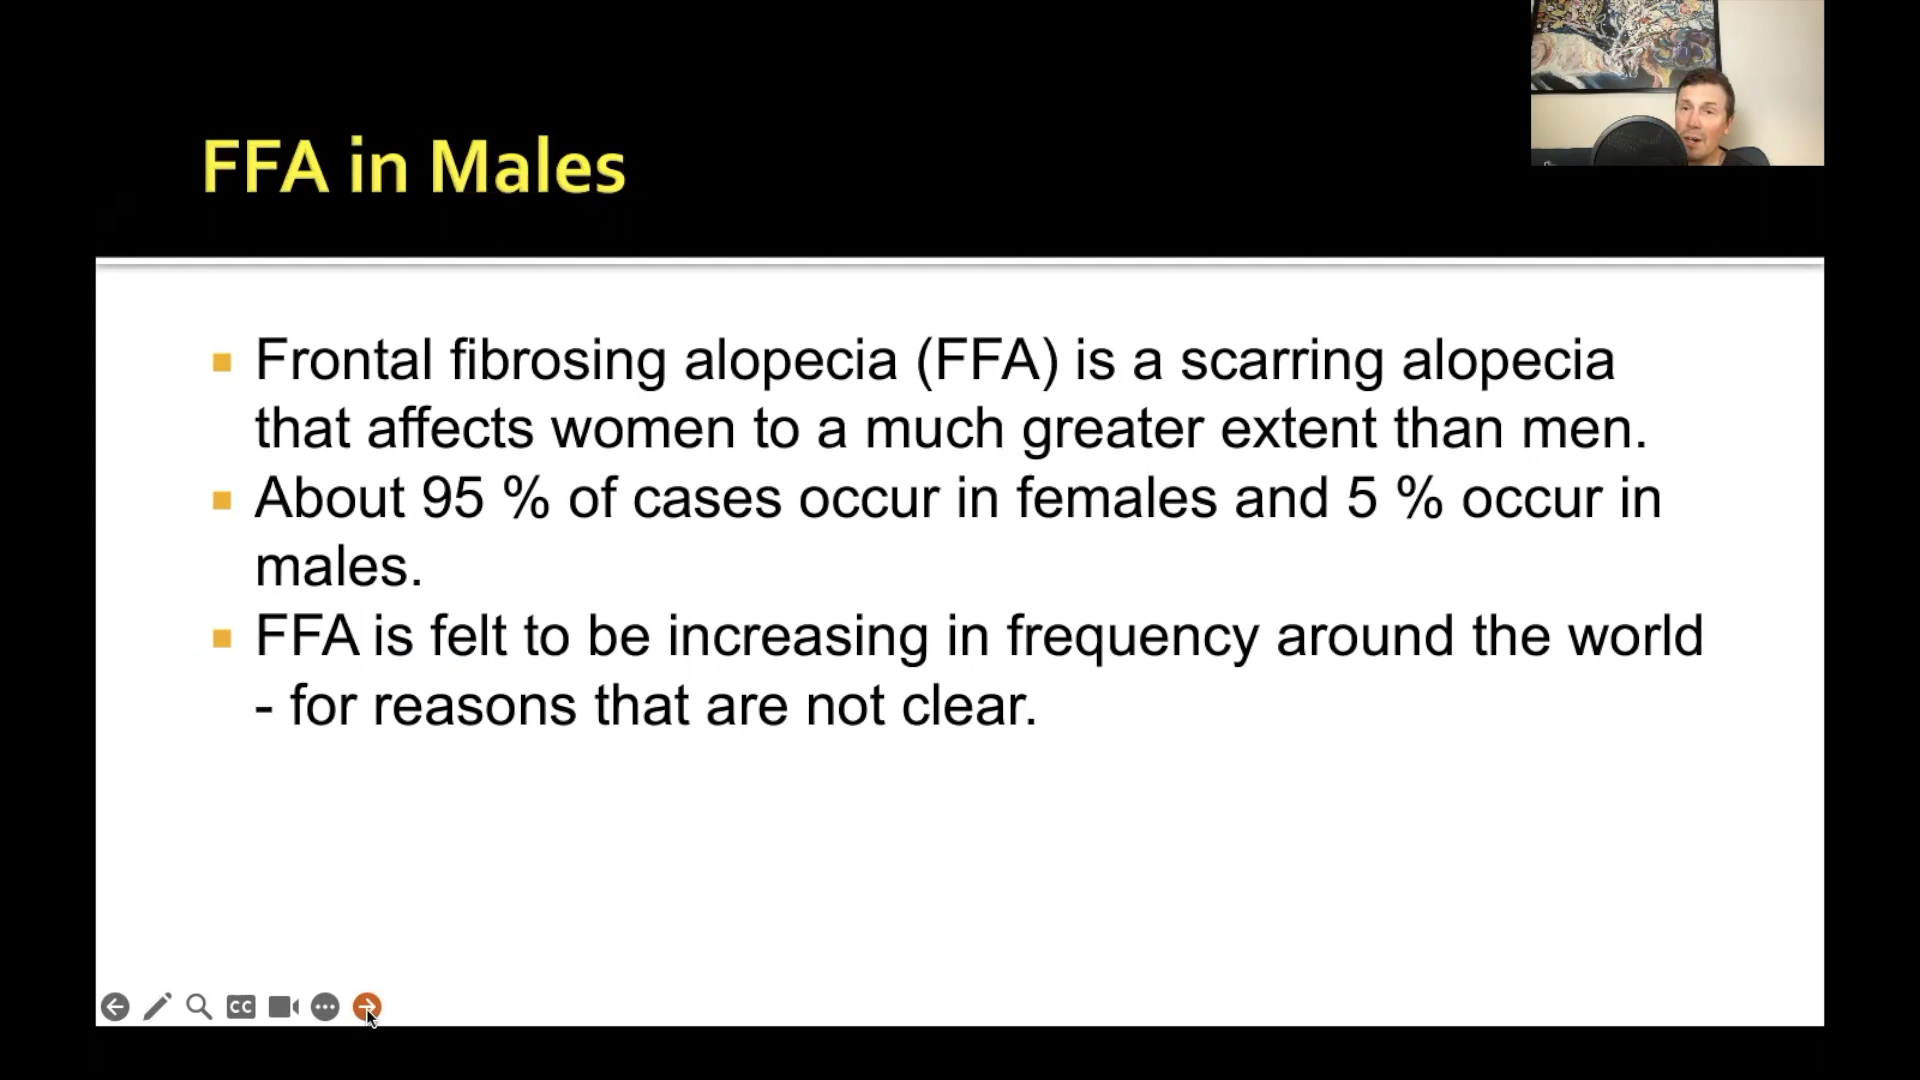 FFA in Males
Frontal fibrosing alopecia (FFA) is a scarring alopecia
that affects women to a much greater extent than men.
About 95 % of cases occur in females and 5 % occur in
males.
FFA is felt to be increasing in frequency around the world
- for reasons that are not clear.
CC